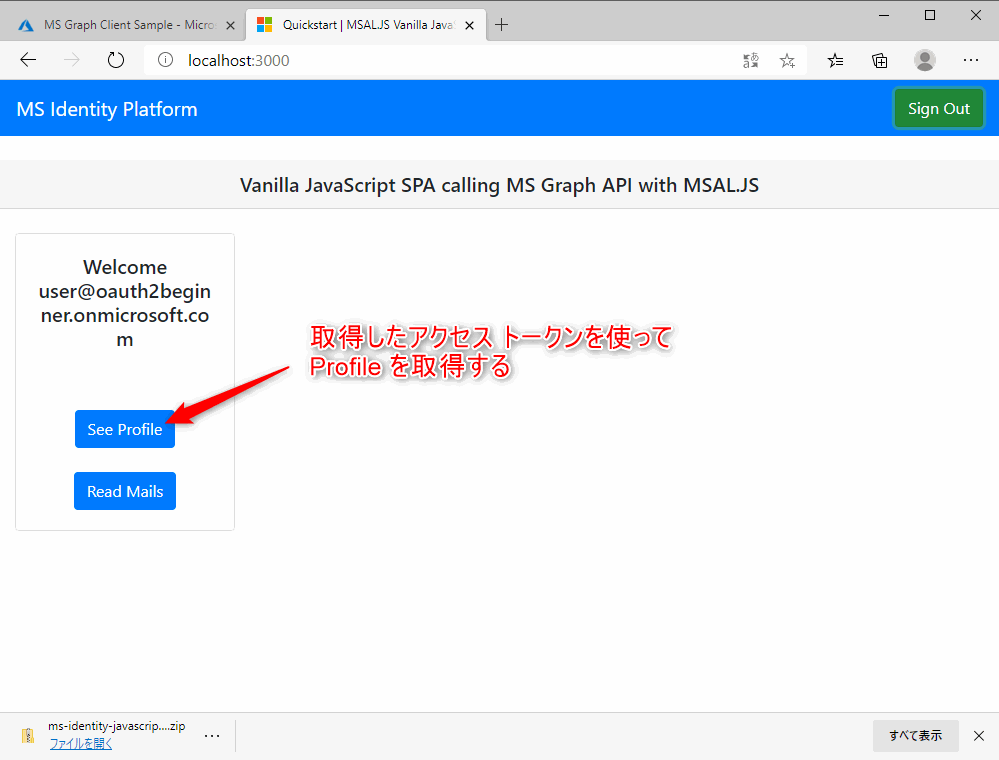 MS Graph Client Sample - Micro
Quickstart | MSAL.JS Vanilla Java
localhost:3000
MS Identity Platform
Sign Out
Vanilla JavaScript SPA calling MS Graph API with MSAL.JS
Welcome
user@oauth2begin
ner.onmicrosoft.co
m
取得したアクセス トークンを使って
Profile を取得する
See Profile
Read Mails
ms-identity-javascrip....zip
ファイルを開く
すべて表示